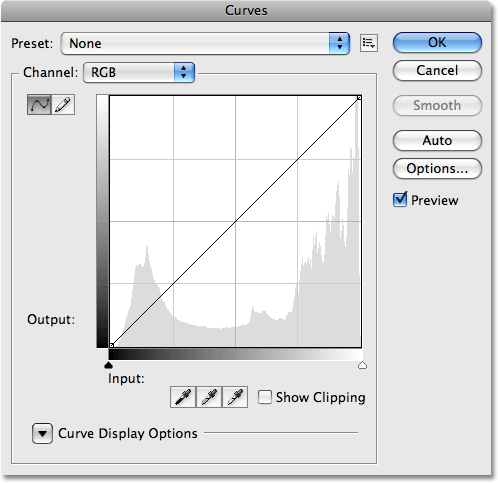 Curves
Preset: None
OK
Channel: RGB
Cancel
Smooth
Auto
Options...
Preview
Output:
Input:
Show Clipping
Curve Display Options